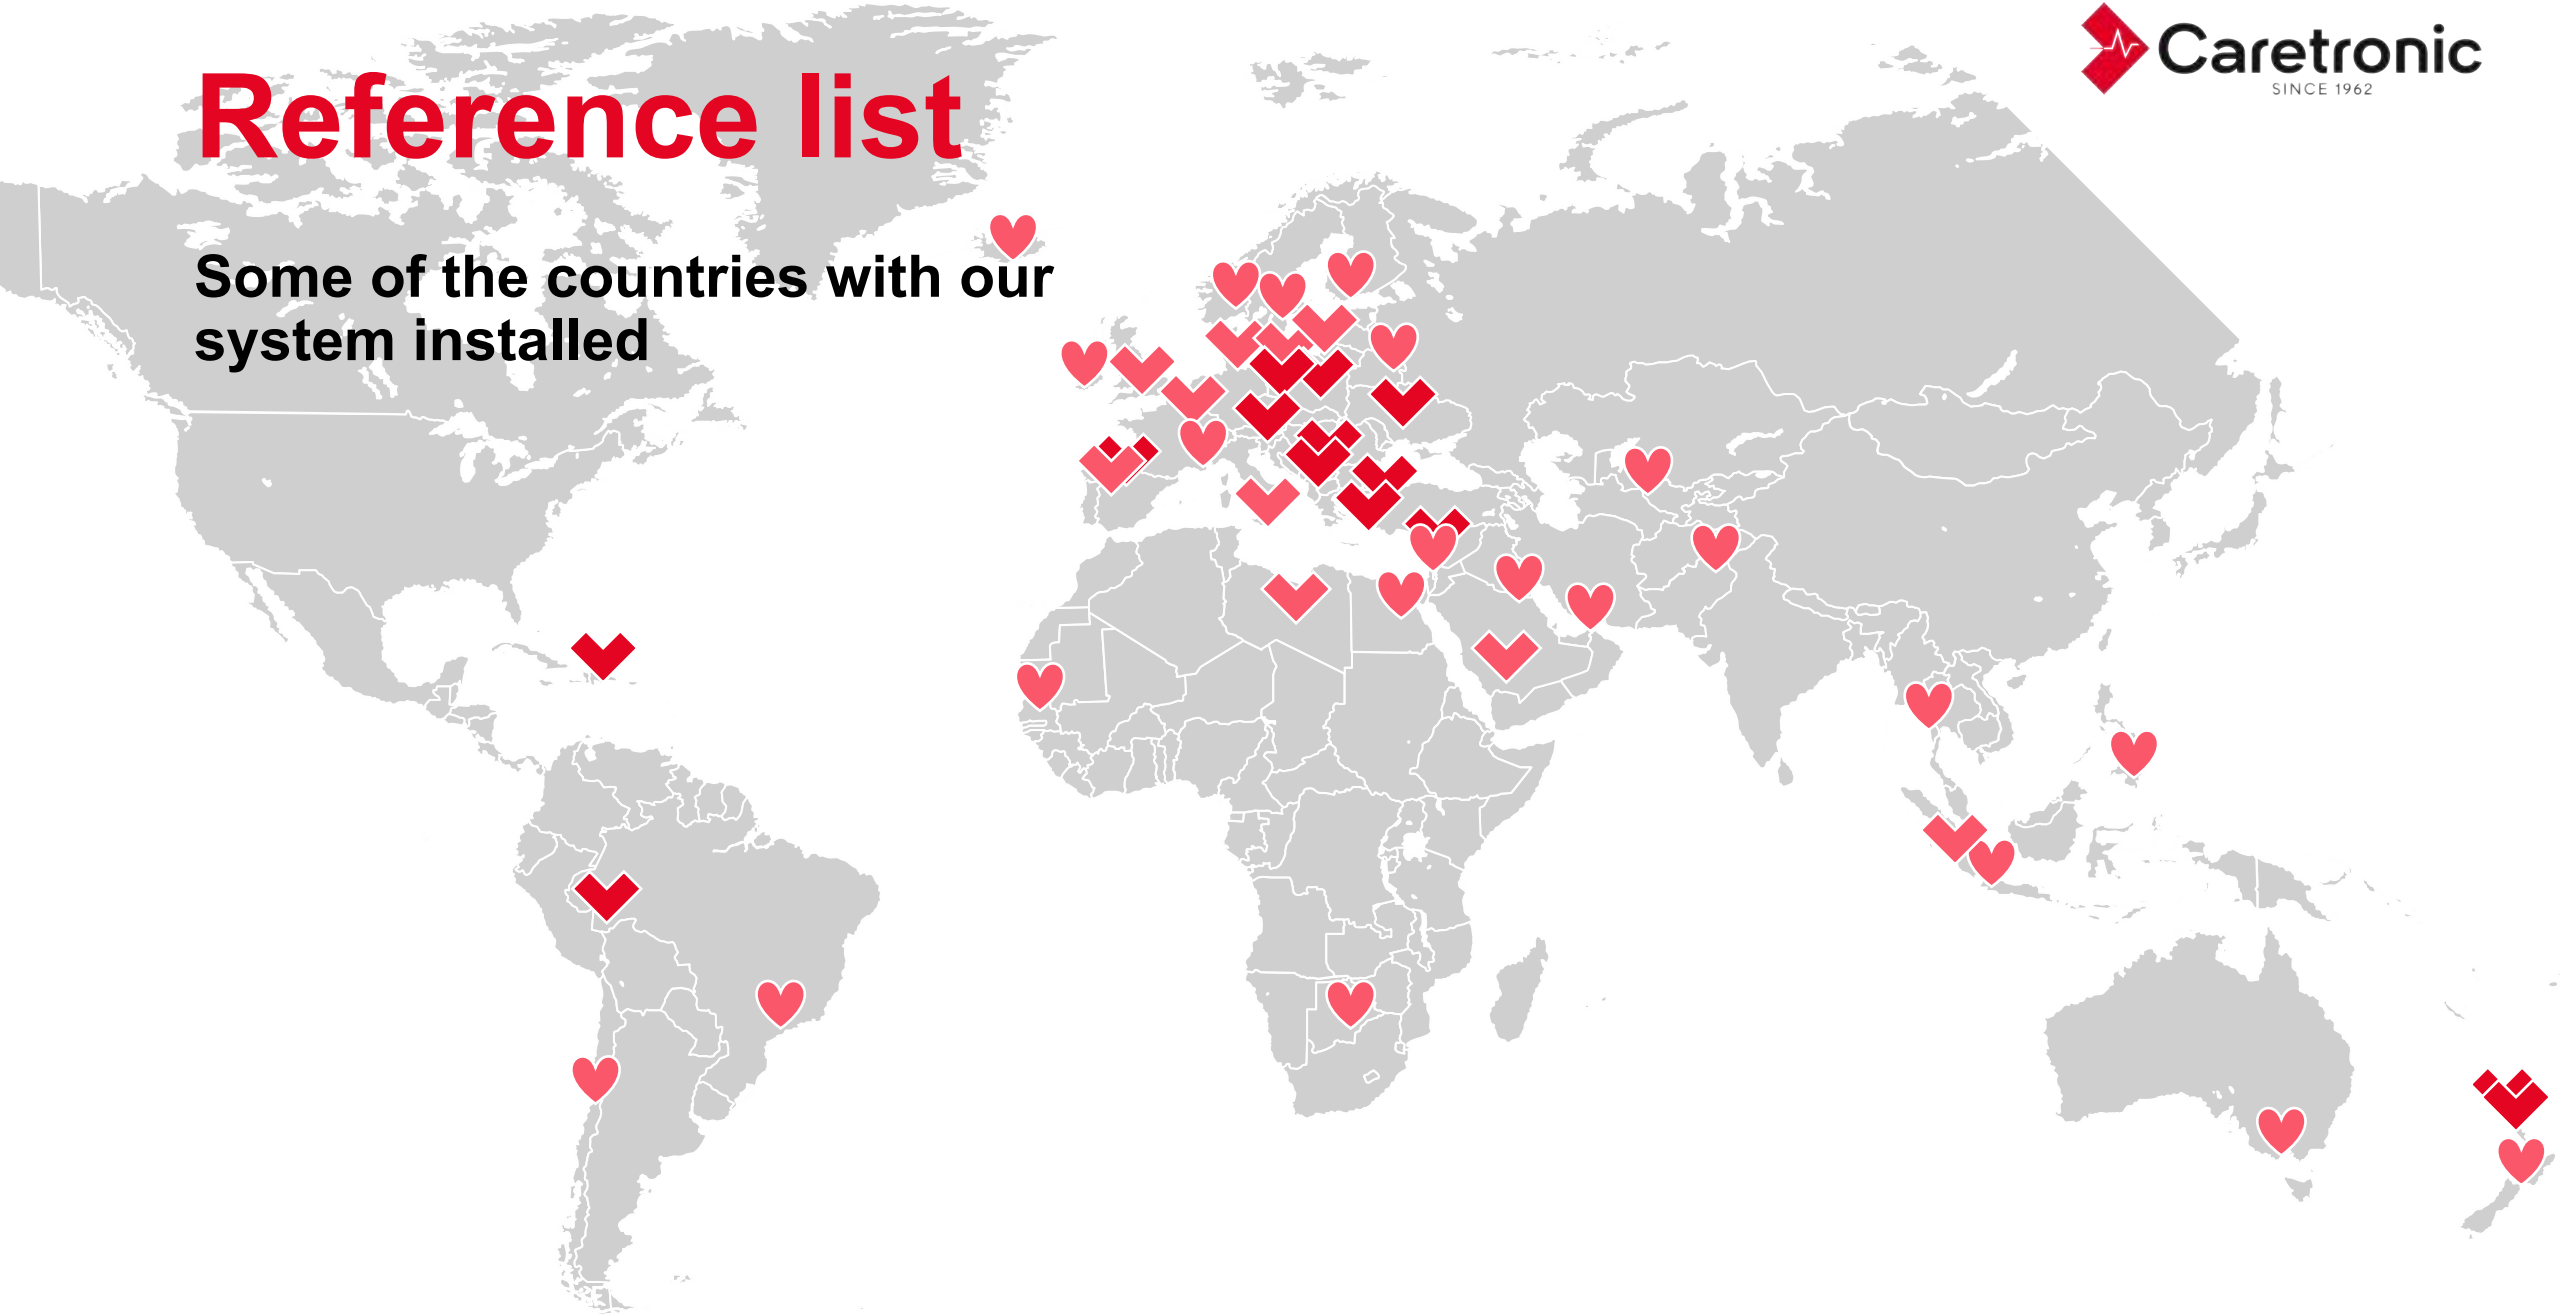 Caretronic
SINCE 1962
Reference list
Some of the countries with our
system installed